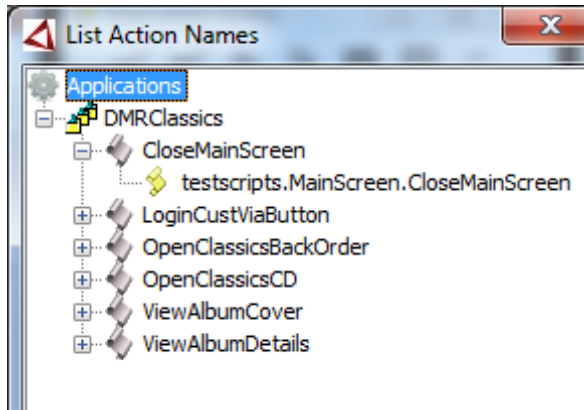 List Action Names
Applications
DMRClassics
CloseMainScreen
testscripts.MainScreen.CloseMainScreen
LoginCustViaButton
OpenClassicsBackOrder
OpenClassicsCD
ViewAlbumCover
ViewAlbumDetails